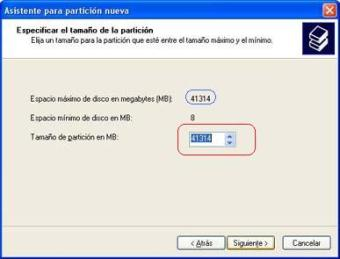 Asistente para partición nueva
Especificar el tamaño de la partición
Elija un tamaño para la partición que esté entre el tamaño máximo y el mínimo.
Espacio máximo de disco en megabytes (MB): 41314
Espacio mínimo de disco en MB: 8
Tamaño de partición en MB: 41314
< Atrás Siguiente > Cancelar